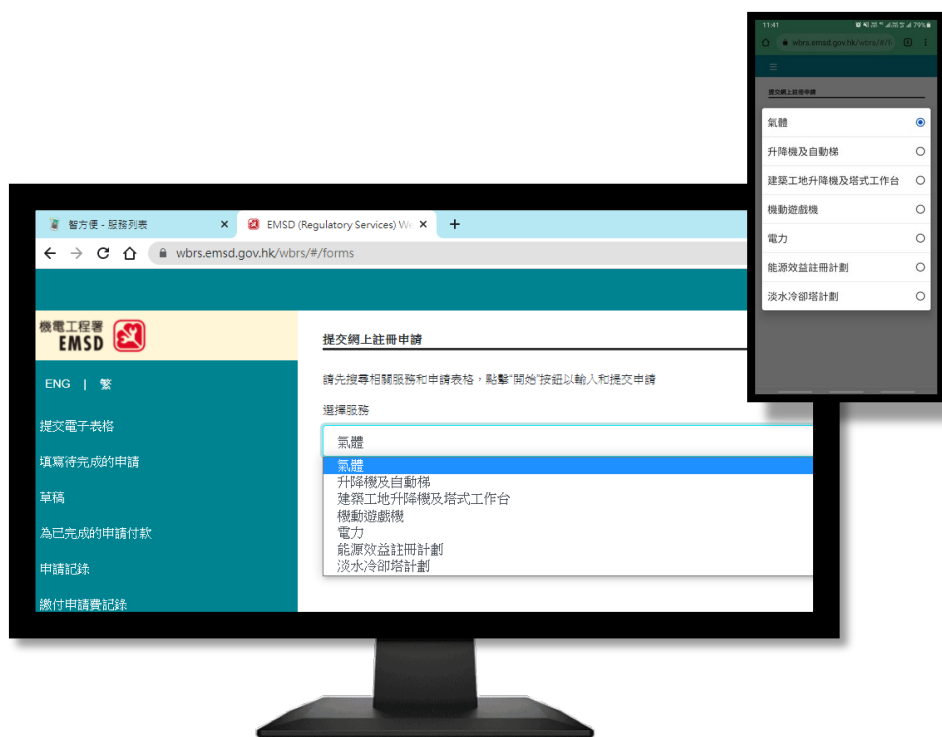 11:41
79%
wbrs.emsd.gov.hk/wbrs/#/f
提交網上註冊申請
氣體
升降機及自動梯
建築工地升降機及塔式工作台
機動遊戲機
電力
能源效益註冊計劃
淡水冷卻塔計劃
智方便 - 服務列表
EMSD (Regulatory Services) We
wbrs.emsd.gov.hk/wbrs/#/forms
機電工程署
EMSD
ENG | 繁
提交電子表格
填寫待完成的申請
草稿
為已完成的申請付款
申請記錄
繳付申請費記錄
提交網上註冊申請
請先搜尋相關服務和申請表格，點擊“開始”按鈕以輸入和提交申請
選擇服務
氣體
氣體
升降機及自動梯
建築工地升降機及塔式工作台
機動遊戲機
電力
能源效益註冊計劃
淡水冷卻塔計劃